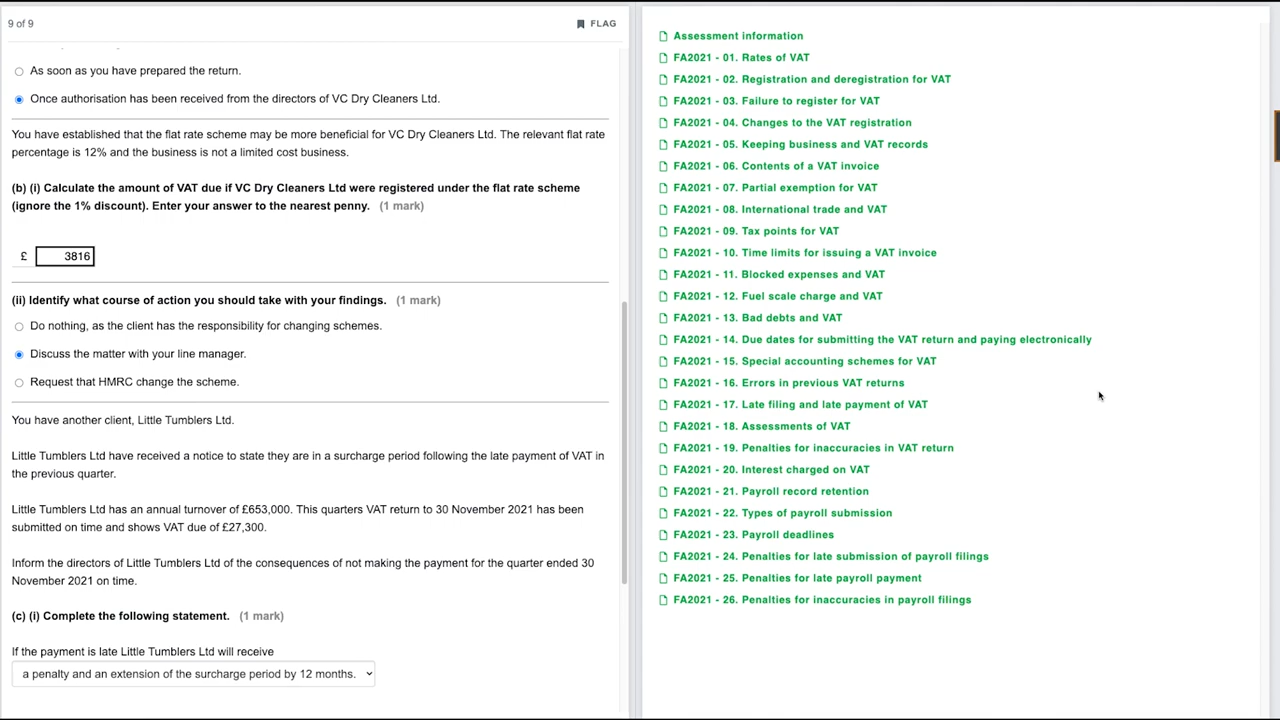 9 of 9
FLAG
As soon as you have prepared the return.
Once authorisation has been received from the directors of VC Dry Cleaners Ltd.
You have established that the flat rate scheme may be more beneficial for VC Dry Cleaners Ltd. The relevant flat rate
percentage is 12% and the business is not a limited cost business.
(b) (i) Calculate the amount of VAT due if VC Dry Cleaners Ltd were registered under the flat rate scheme
(ignore the 1% discount). Enter your answer to the nearest penny. (1 mark)
£ 3816
(ii) Identify what course of action you should take with your findings. (1 mark)
Do nothing, as the client has the responsibility for changing schemes.
Discuss the matter with your line manager.
Request that HMRC change the scheme.
You have another client, Little Tumblers Ltd.
Little Tumblers Ltd have received a notice to state they are in a surcharge period following the late payment of VAT in
the previous quarter.
Little Tumblers Ltd has an annual turnover of £653,000. This quarters VAT return to 30 November 2021 has been
submitted on time and shows VAT due of £27,300.
Inform the directors of Little Tumblers Ltd of the consequences of not making the payment for the quarter ended 30
November 2021 on time.
(c) (i) Complete the following statement. (1 mark)
If the payment is late Little Tumblers Ltd will receive
a penalty and an extension of the surcharge period by 12 months.
Assessment information
FA2021 - 01. Rates of VAT
FA2021 - 02. Registration and deregistration for VAT
FA2021 - 03. Failure to register for VAT
FA2021 - 04. Changes to the VAT registration
FA2021 - 05. Keeping business and VAT records
FA2021 - 06. Contents of a VAT invoice
FA2021 - 07. Partial exemption for VAT
FA2021 - 08. International trade and VAT
FA2021 - 09. Tax points for VAT
FA2021 - 10. Time limits for issuing a VAT invoice
FA2021 - 11. Blocked expenses and VAT
FA2021 - 12. Fuel scale charge and VAT
FA2021 - 13. Bad debts and VAT
FA2021 - 14. Due dates for submitting the VAT return and paying electronically
FA2021 - 15. Special accounting schemes for VAT
FA2021 - 16. Errors in previous VAT returns
FA2021 - 17. Late filing and late payment of VAT
FA2021 - 18. Assessments of VAT
FA2021 - 19. Penalties for inaccuracies in VAT return
FA2021 - 20. Interest charged on VAT
FA2021 - 21. Payroll record retention
FA2021 - 22. Types of payroll submission
FA2021 - 23. Payroll deadlines
FA2021 - 24. Penalties for late submission of payroll filings
FA2021 - 25. Penalties for late payroll payment
FA2021 - 26. Penalties for inaccuracies in payroll filings